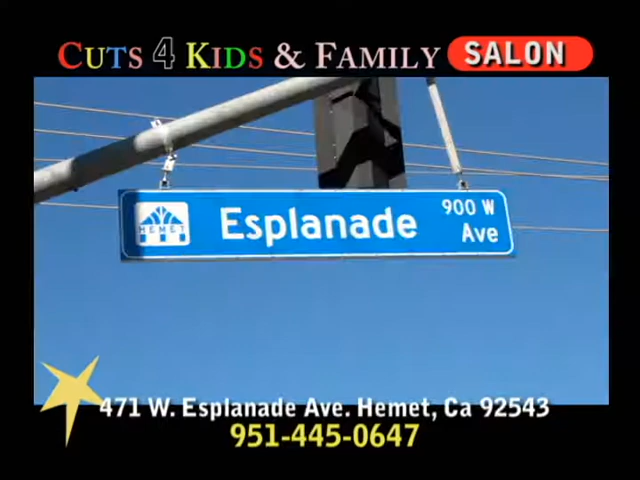 CUTS 4 KIDS & FAMILY SALON
HEMET Esplanade 900 W Ave
471 W. Esplanade Ave. Hemet, Ca 92543
951-445-0647